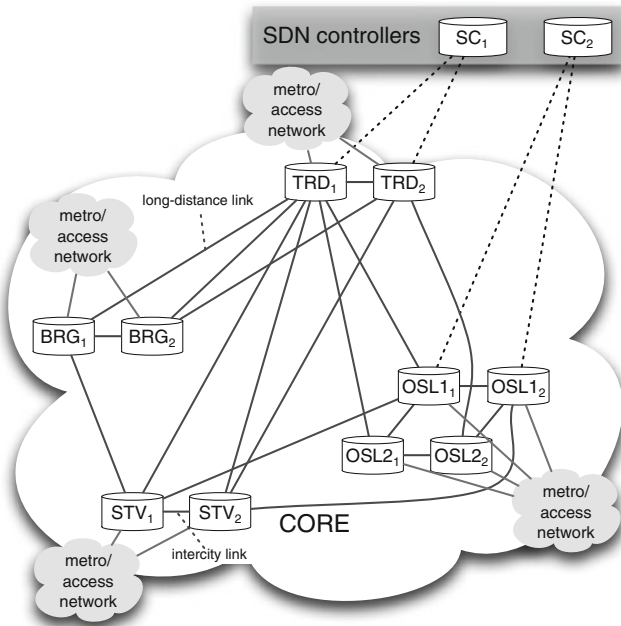 SDN controllers
SC₁
SC₂
metro/
access
network
TRD₁
TRD₂
long-distance link
metro/
access
network
BRG₁
BRG₂
OSL1₁
OSL1₂
OSL2₁
OSL2₂
metro/
access
network
STV₁
STV₂
CORE
intercity link
metro/
access
network